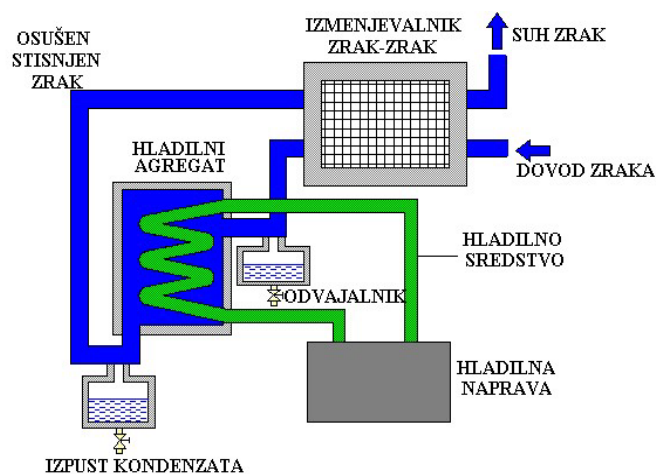 OSUŠEN
STISNJEN
ZRAK
IZMENJEVALNIK
ZRAK-ZRAK
SUH ZRAK
HLADILNI
AGREGAT
DOVOD ZRAKA
HLADILNO
SREDSTVO
ODVAJALNIK
HLADILNA
NAPRAVA
IZPUST KONDENZATA